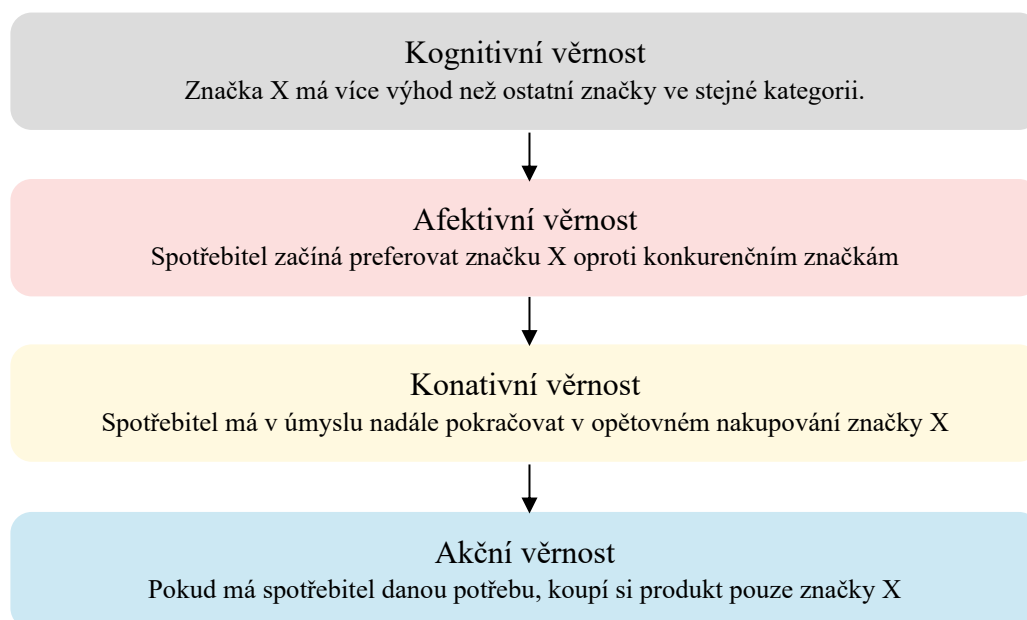 Kognitivní věrnost
Značka X má více výhod než ostatní značky ve stejné kategorii.
Afektivní věrnost
Spotřebitel začíná preferovat značku X oproti konkurenčním značkám
Konativní věrnost
Spotřebitel má v úmyslu nadále pokračovat v opětovném nakupování značky X
Akční věrnost
Pokud má spotřebitel danou potřebu, koupí si produkt pouze značky X